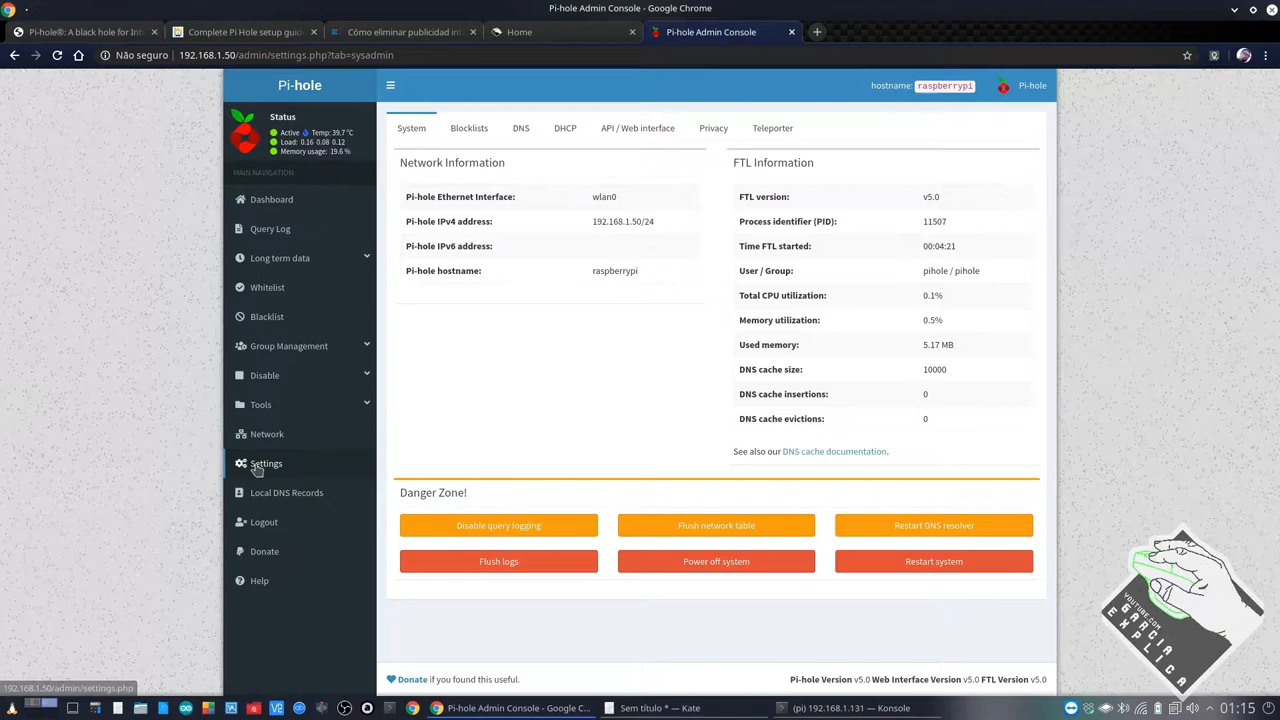 Pi-hole Admin Console - Google Chrome
Pi-hole®: A black hole for Int
Complete Pi Hole setup guid
Cómo eliminar publicidad int
Home
Pi-hole Admin Console
Não seguro
192.168.1.50/admin/settings.php?tab=sysadmin
Pi-hole
hostname: raspberrypi
Pi-hole
Status
Active Temp: 39.7 °C
Load: 0.16 0.08 0.12
Memory usage: 19.6 %
MAIN NAVIGATION
Dashboard
Query Log
Long term data
Whitelist
Blacklist
Group Management
Disable
Tools
Network
Settings
Local DNS Records
Logout
Donate
Help
System
Blocklists
DNS
DHCP
API / Web interface
Privacy
Teleporter
Network Information
Pi-hole Ethernet Interface: wlan0
Pi-hole IPv4 address: 192.168.1.50/24
Pi-hole IPv6 address:
Pi-hole hostname: raspberrypi
FTL Information
FTL version: v5.0
Process identifier (PID): 11507
Time FTL started: 00:04:21
User / Group: pihole / pihole
Total CPU utilization: 0.1%
Memory utilization: 0.5%
Used memory: 5.17 MB
DNS cache size: 10000
DNS cache insertions: 0
DNS cache evictions: 0
See also our DNS cache documentation.
Danger Zone!
Disable query logging
Flush network table
Restart DNS resolver
Flush logs
Power off system
Restart system
Donate if you found this useful.
Pi-hole Version v5.0 Web Interface Version v5.0 FTL Version v5.0
YOUTUBE.COM
GARCIA
EXPLICA
192.168.1.50/admin/settings.php
Pi-hole Admin Console - Google C...
Sem título * — Kate
(pi) 192.168.1.131 — Konsole
01:15